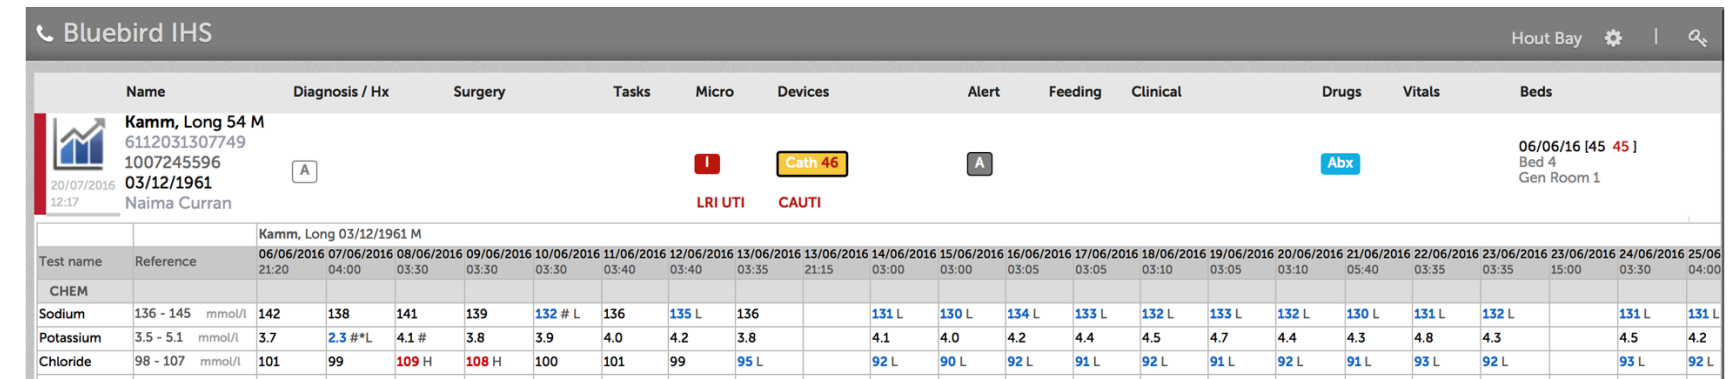 Bluebird IHS
Hout Bay
Name Diagnosis / Hx Surgery Tasks Micro Devices Alert Feeding Clinical Drugs Vitals Beds
Kamm, Long 54 M
6112031307749
1007245596
03/12/1961
Naima Curran
20/07/2016
12:17
A
I
LRI UTI
Cath 46
CAUTI
A
Abx
06/06/16 [45 45 ]
Bed 4
Gen Room 1
Kamm, Long 03/12/1961 M
Test name Reference 06/06/2016 07/06/2016 08/06/2016 09/06/2016 10/06/2016 11/06/2016 12/06/2016 13/06/2016 13/06/2016 14/06/2016 15/06/2016 16/06/2016 17/06/2016 18/06/2016 19/06/2016 20/06/2016 21/06/2016 22/06/2016 23/06/2016 23/06/2016 24/06/2016 25/06
21:20 04:00 03:30 03:30 03:30 03:40 03:40 03:35 21:15 03:00 03:00 03:05 03:05 03:10 03:05 03:10 05:40 03:35 03:35 15:00 03:30 04:00
CHEM
Sodium 136 - 145 mmol/l 142 138 141 139 132 # L 136 135 L 136 131 L 130 L 134 L 133 L 132 L 133 L 132 L 130 L 131 L 132 L 131 L 131 L
Potassium 3.5 - 5.1 mmol/l 3.7 2.3 #*L 4.1 # 3.8 3.9 4.0 4.2 3.8 4.1 4.0 4.2 4.4 4.5 4.7 4.4 4.3 4.8 4.3 4.5 4.2
Chloride 98 - 107 mmol/l 101 99 109 H 108 H 100 101 99 95 L 92 L 90 L 92 L 91 L 92 L 91 L 92 L 91 L 93 L 92 L 93 L 92 L